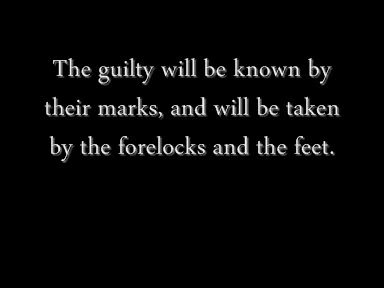 The guilty will be known by
their marks, and will be taken
by the forelocks and the feet.